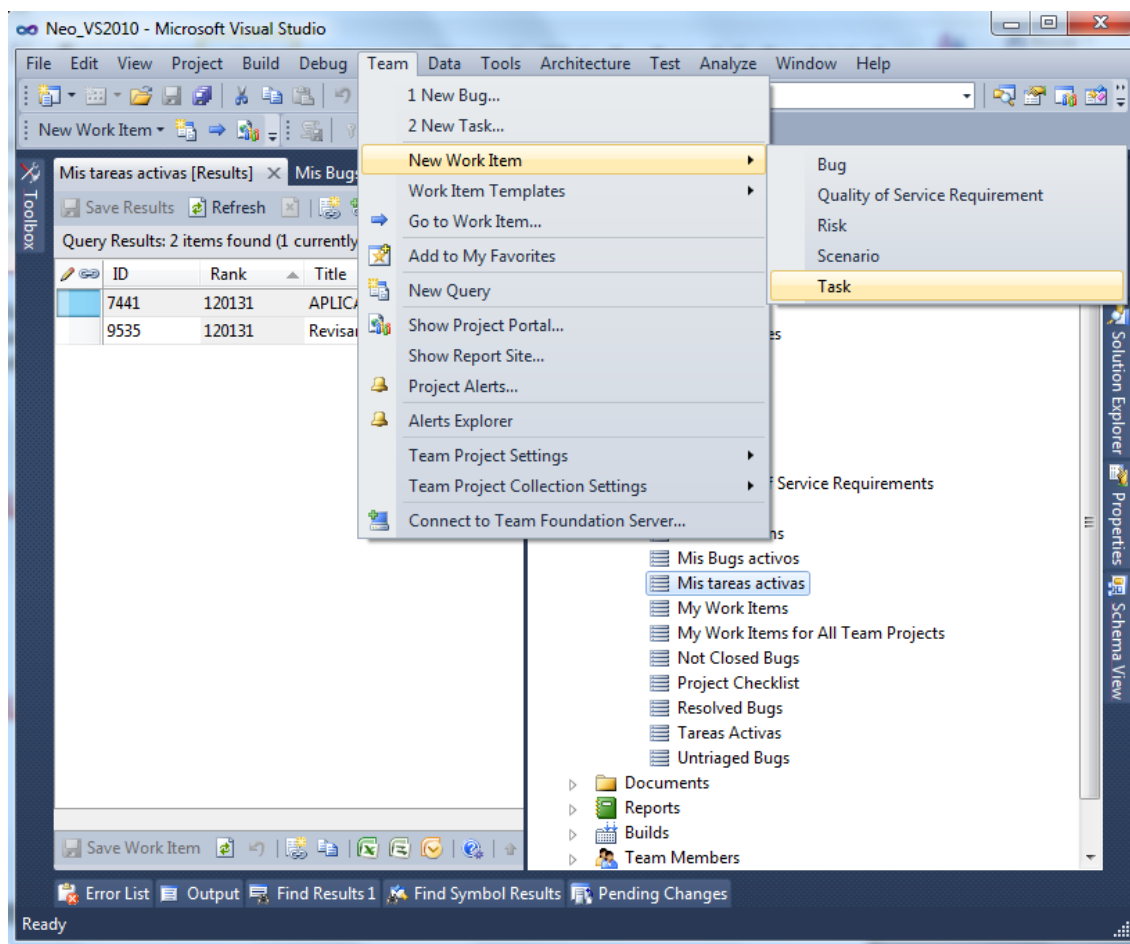 Neo_VS2010 - Microsoft Visual Studio
File Edit View Project Build Debug Team Data Tools Architecture Test Analyze Window Help
New Work Item
1 New Bug...
2 New Task...
New Work Item
Work Item Templates
Go to Work Item...
Add to My Favorites
New Query
Show Project Portal...
Show Report Site...
Project Alerts...
Alerts Explorer
Team Project Settings
Team Project Collection Settings
Connect to Team Foundation Server...
Bug
Quality of Service Requirement
Risk
Scenario
Task
Toolbox
Mis tareas activas [Results] Mis Bugs
Save Results Refresh
Query Results: 2 items found (1 currently
ID Rank Title
7441 120131 APLICA
9535 120131 Revisar
Service Requirements
Mis Bugs activos
Mis tareas activas
My Work Items
My Work Items for All Team Projects
Not Closed Bugs
Project Checklist
Resolved Bugs
Tareas Activas
Untriaged Bugs
Documents
Reports
Builds
Team Members
Solution Explorer
Properties
Schema View
Save Work Item
Error List Output Find Results 1 Find Symbol Results Pending Changes
Ready